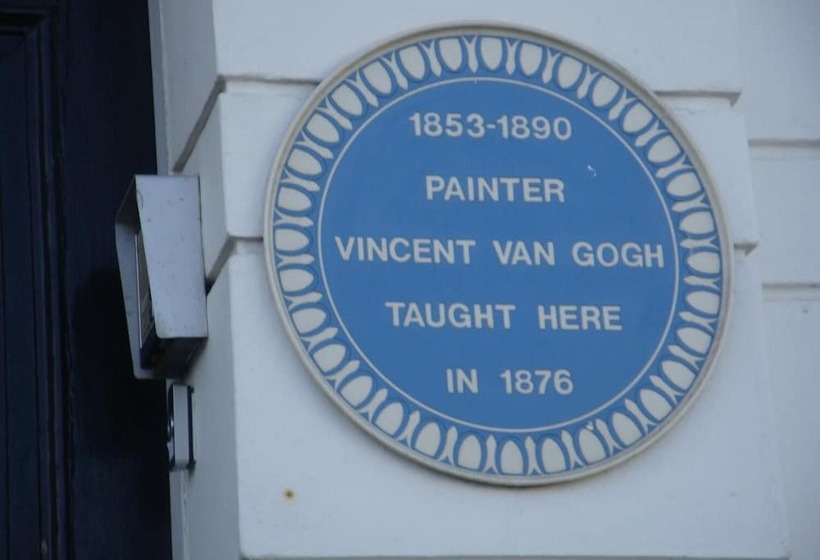 1853-1890
PAINTER
VINCENT VAN GOGH
TAUGHT HERE
IN 1876